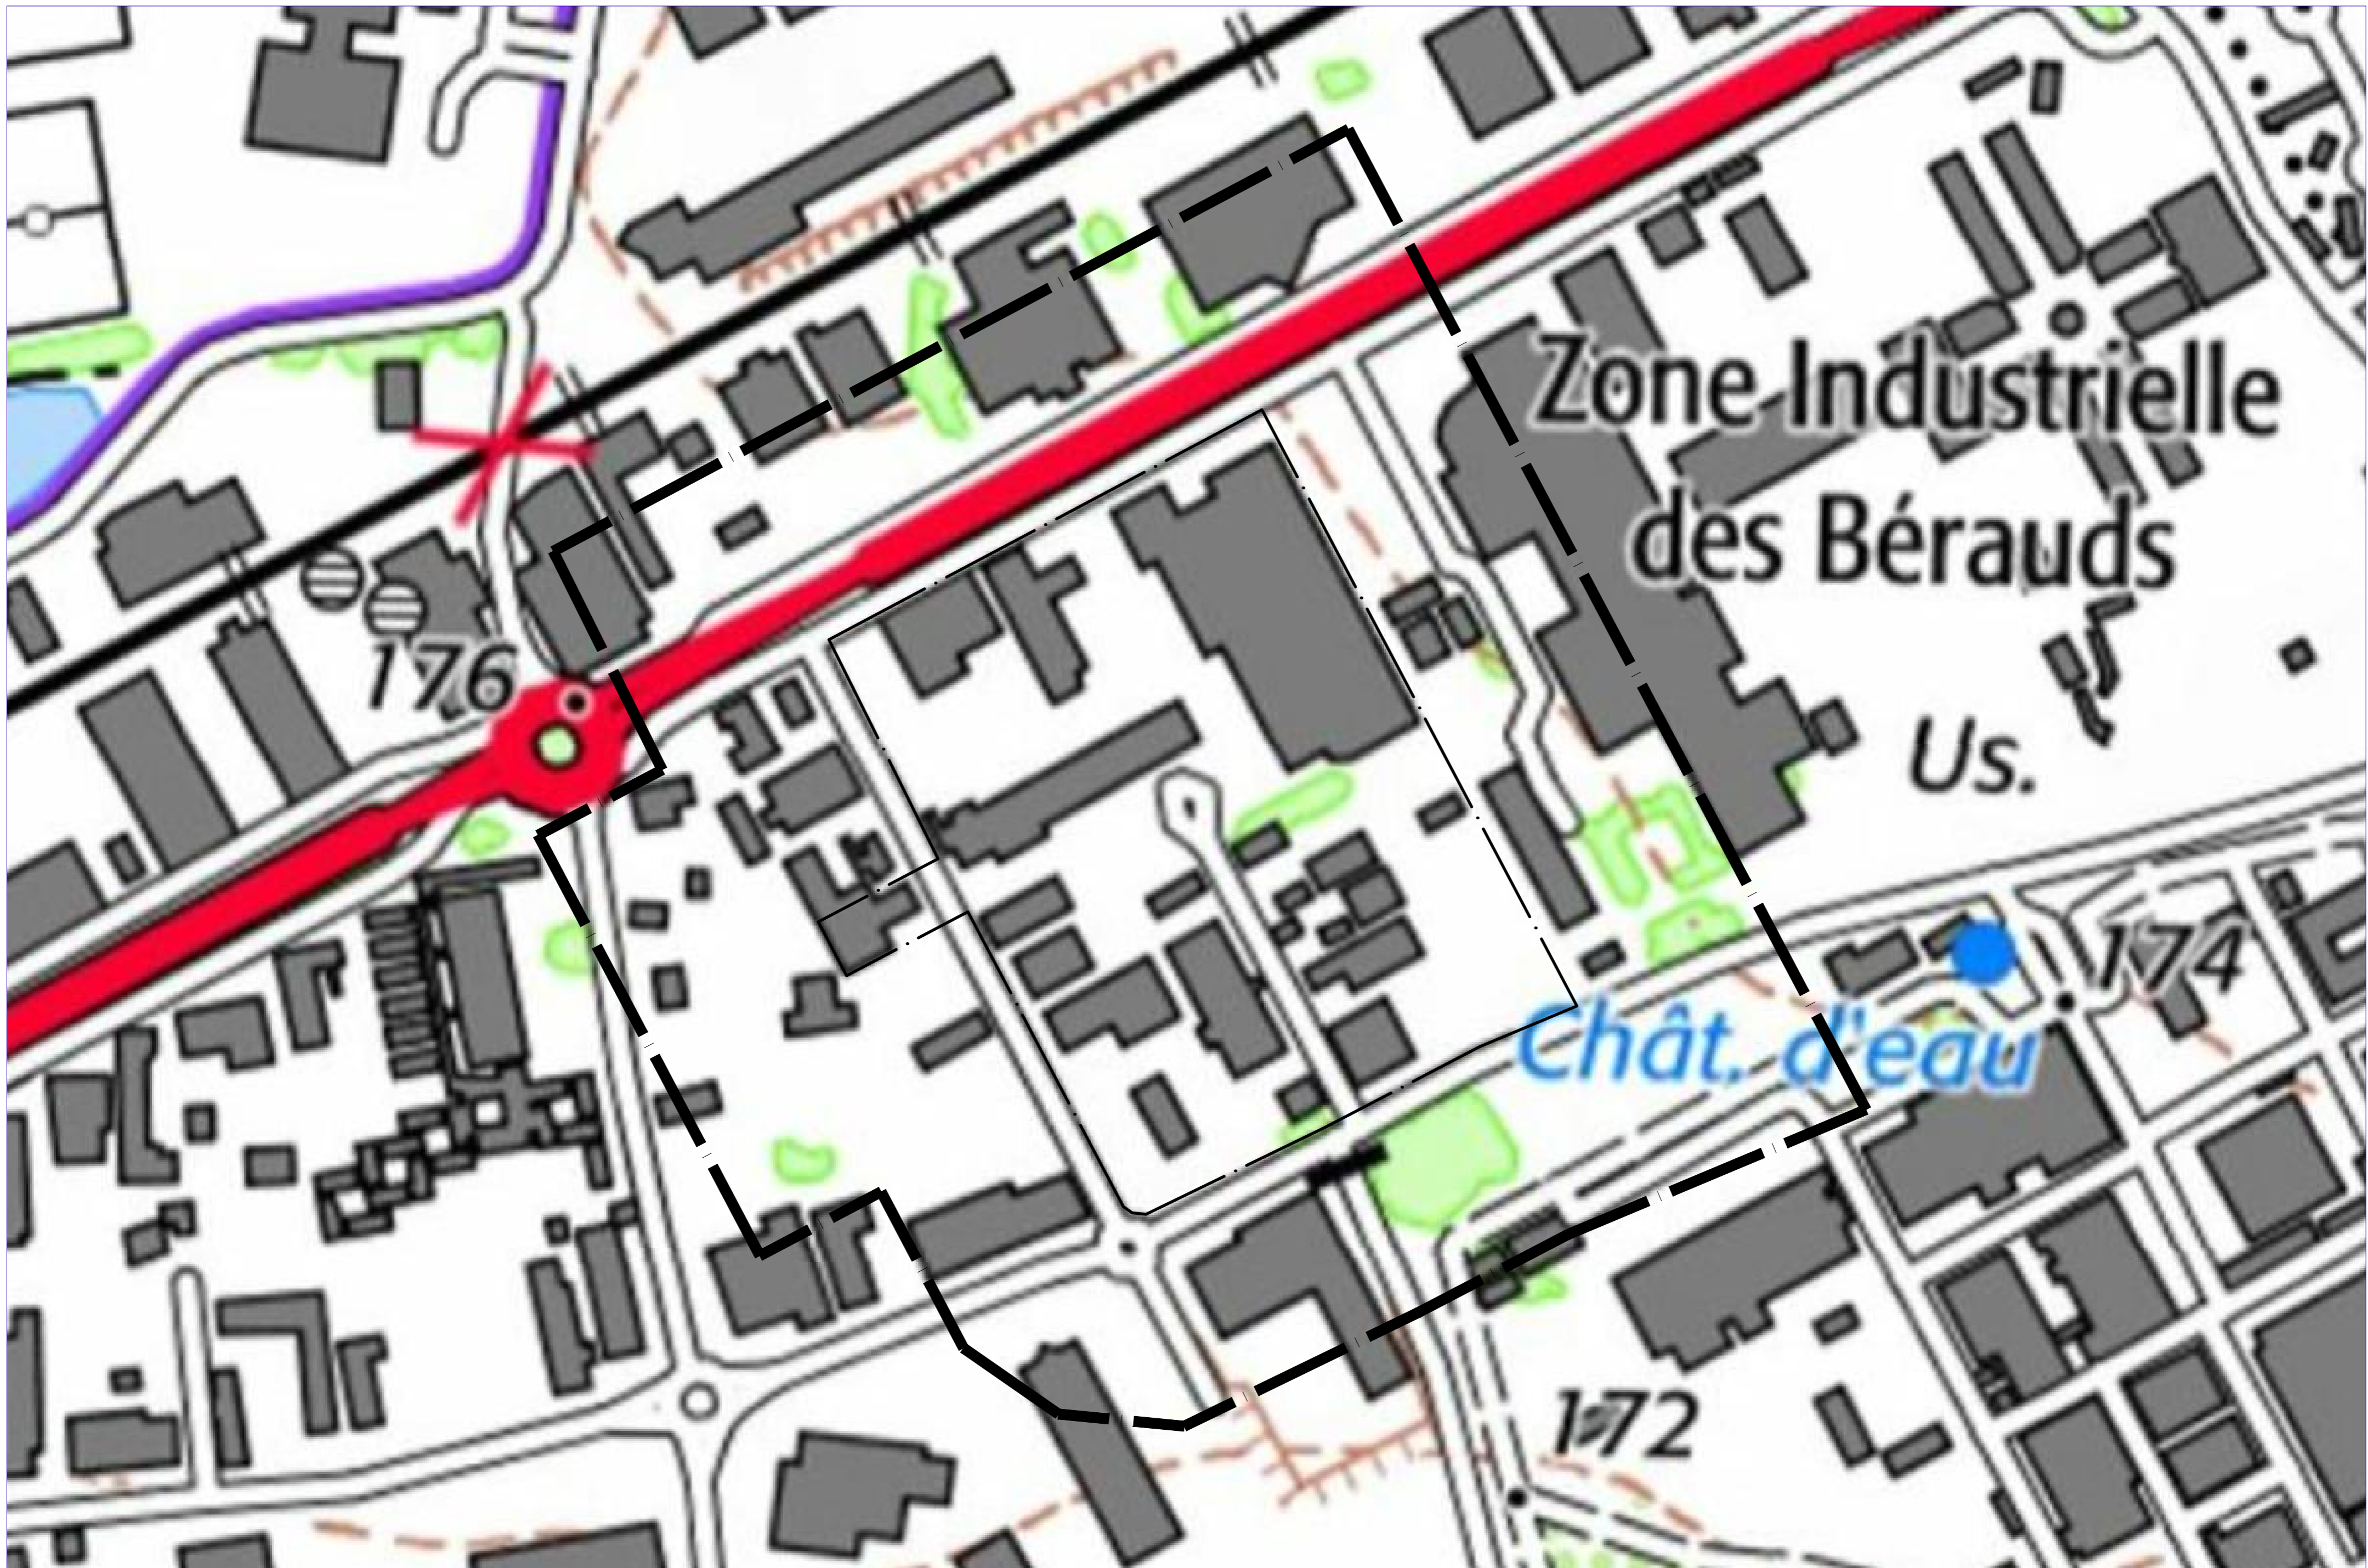 Zone Industrielle
des Bérauds
176
Us.
174
Chât. d'eau
172